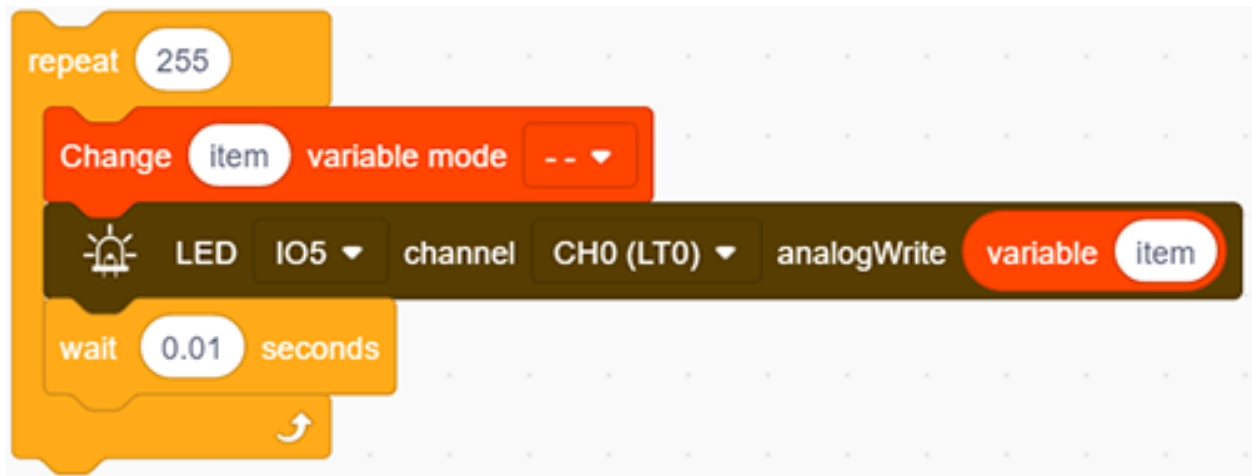 repeat 255
Change item variable mode --
LED IO5 channel CH0 (LT0) analogWrite variable item
wait 0.01 seconds